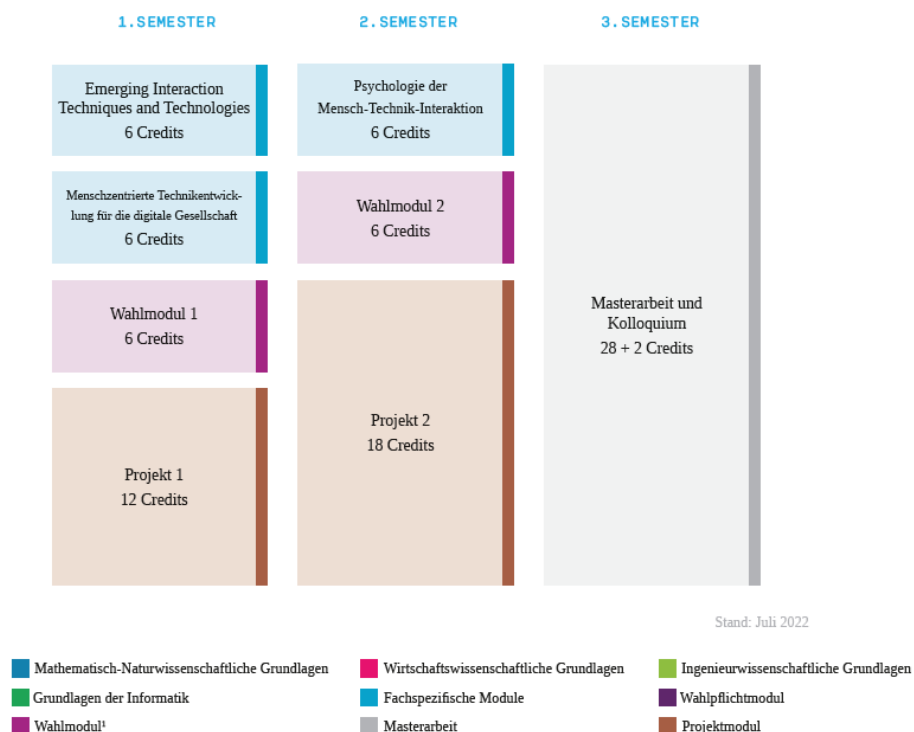 1.SEMESTER
2.SEMESTER
3.SEMESTER
Emerging Interaction
Techniques and Technologies
6 Credits
Menschzentrierte Technikentwick-
lung für die digitale Gesellschaft
6 Credits
Wahlmodul 1
6 Credits
Projekt 1
12 Credits
Psychologie der
Mensch-Technik-Interaktion
6 Credits
Wahlmodul 2
6 Credits
Projekt 2
18 Credits
Masterarbeit und
Kolloquium
28 + 2 Credits
Stand: Juli 2022
Mathematisch-Naturwissenschaftliche Grundlagen
Wirtschaftswissenschaftliche Grundlagen
Ingenieurwissenschaftliche Grundlagen
Grundlagen der Informatik
Fachspezifische Module
Wahlpflichtmodul
Wahlmodul¹
Masterarbeit
Projektmodul